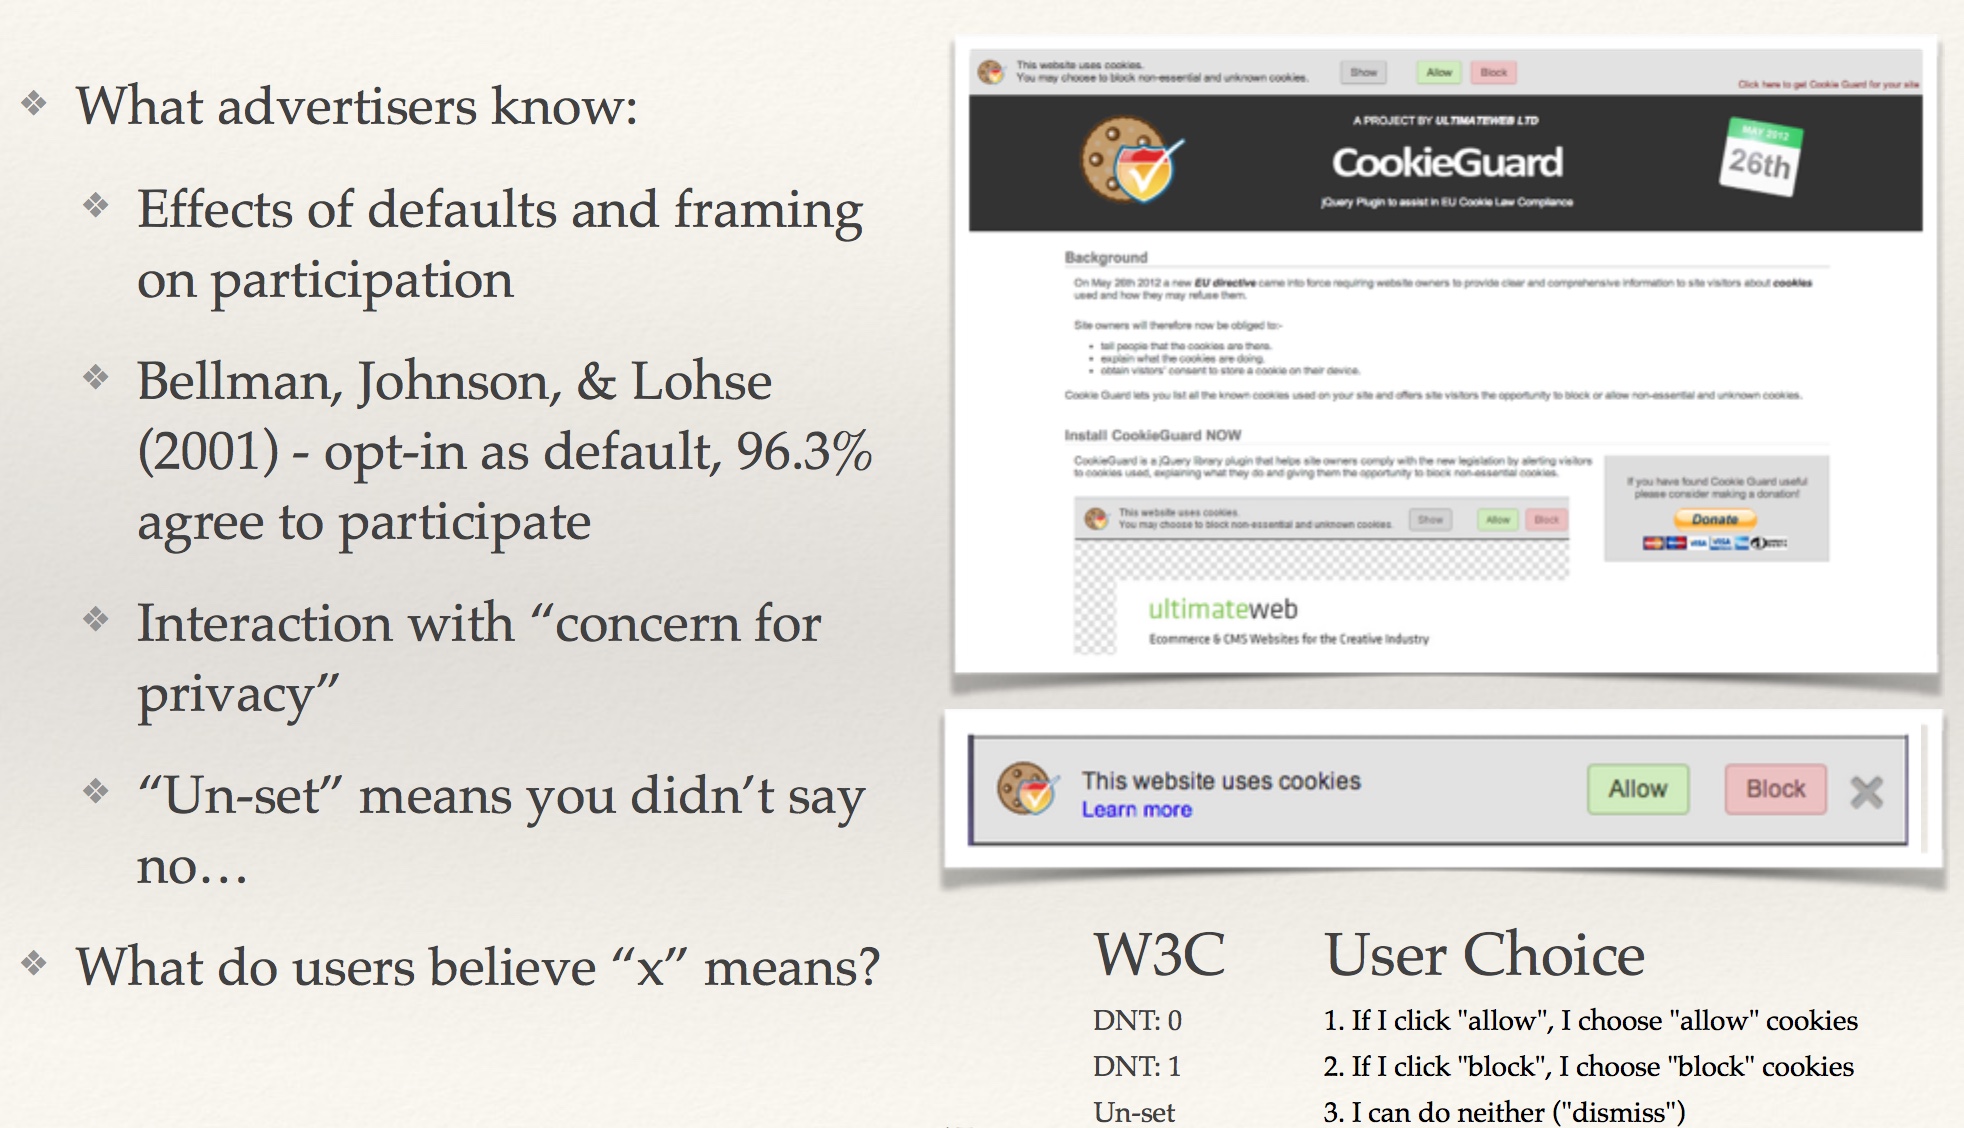 What advertisers know:
Effects of defaults and framing
on participation
Bellman, Johnson, & Lohse
(2001) - opt-in as default, 96.3%
agree to participate
Interaction with “concern for
privacy”
“Un-set” means you didn’t say
no…
What do users believe “x” means?
This website uses cookies.
You may choose to block non-essential and unknown cookies.
Show
Allow
Block
Click here to get Cookie Guard for your site
A PROJECT BY ULTIMATEWEB LTD
CookieGuard
jQuery Plugin to assist in EU Cookie Law Compliance
MAY 2012
26th
Background
On May 26th 2012 a new EU directive came into force requiring website owners to provide clear and comprehensive information to site visitors about cookies
used and how they may refuse them.
Site owners will therefore now be obliged to:-
tell people that the cookies are there.
explain what the cookies are doing.
obtain visitors' consent to store a cookie on their device.
Cookie Guard lets you list all the known cookies used on your site and offers site visitors the opportunity to block or allow non-essential and unknown cookies.
Install CookieGuard NOW
CookieGuard is a jQuery library plugin that helps site owners comply with the new legislation by alerting visitors
to cookies used, explaining what they do and giving them the opportunity to block non-essential cookies.
If you have found Cookie Guard useful
please consider making a donation!
Donate
VISA
VISA
This website uses cookies.
You may choose to block non-essential and unknown cookies.
Show
Allow
Block
ultimateweb
Ecommerce & CMS Websites for the Creative Industry
This website uses cookies
Learn more
Allow
Block
W3C User Choice
DNT: 0 1. If I click "allow", I choose "allow" cookies
DNT: 1 2. If I click "block", I choose "block" cookies
Un-set 3. I can do neither ("dismiss")